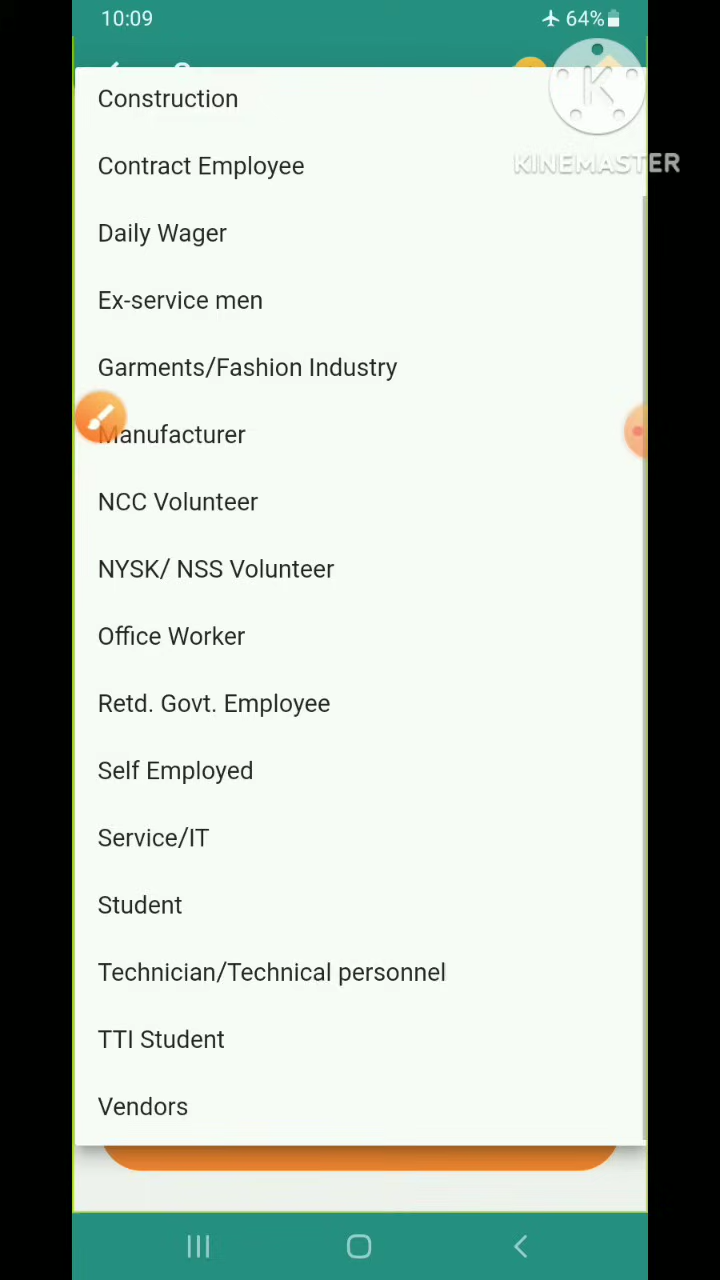 10:09
64%
Construction
K
Contract Employee
KINEMASTER
Daily Wager
Ex-service men
Garments/Fashion Industry
Manufacturer
NCC Volunteer
NYSK/ NSS Volunteer
Office Worker
Retd. Govt. Employee
Self Employed
Service/IT
Student
Technician/Technical personnel
TTI Student
Vendors